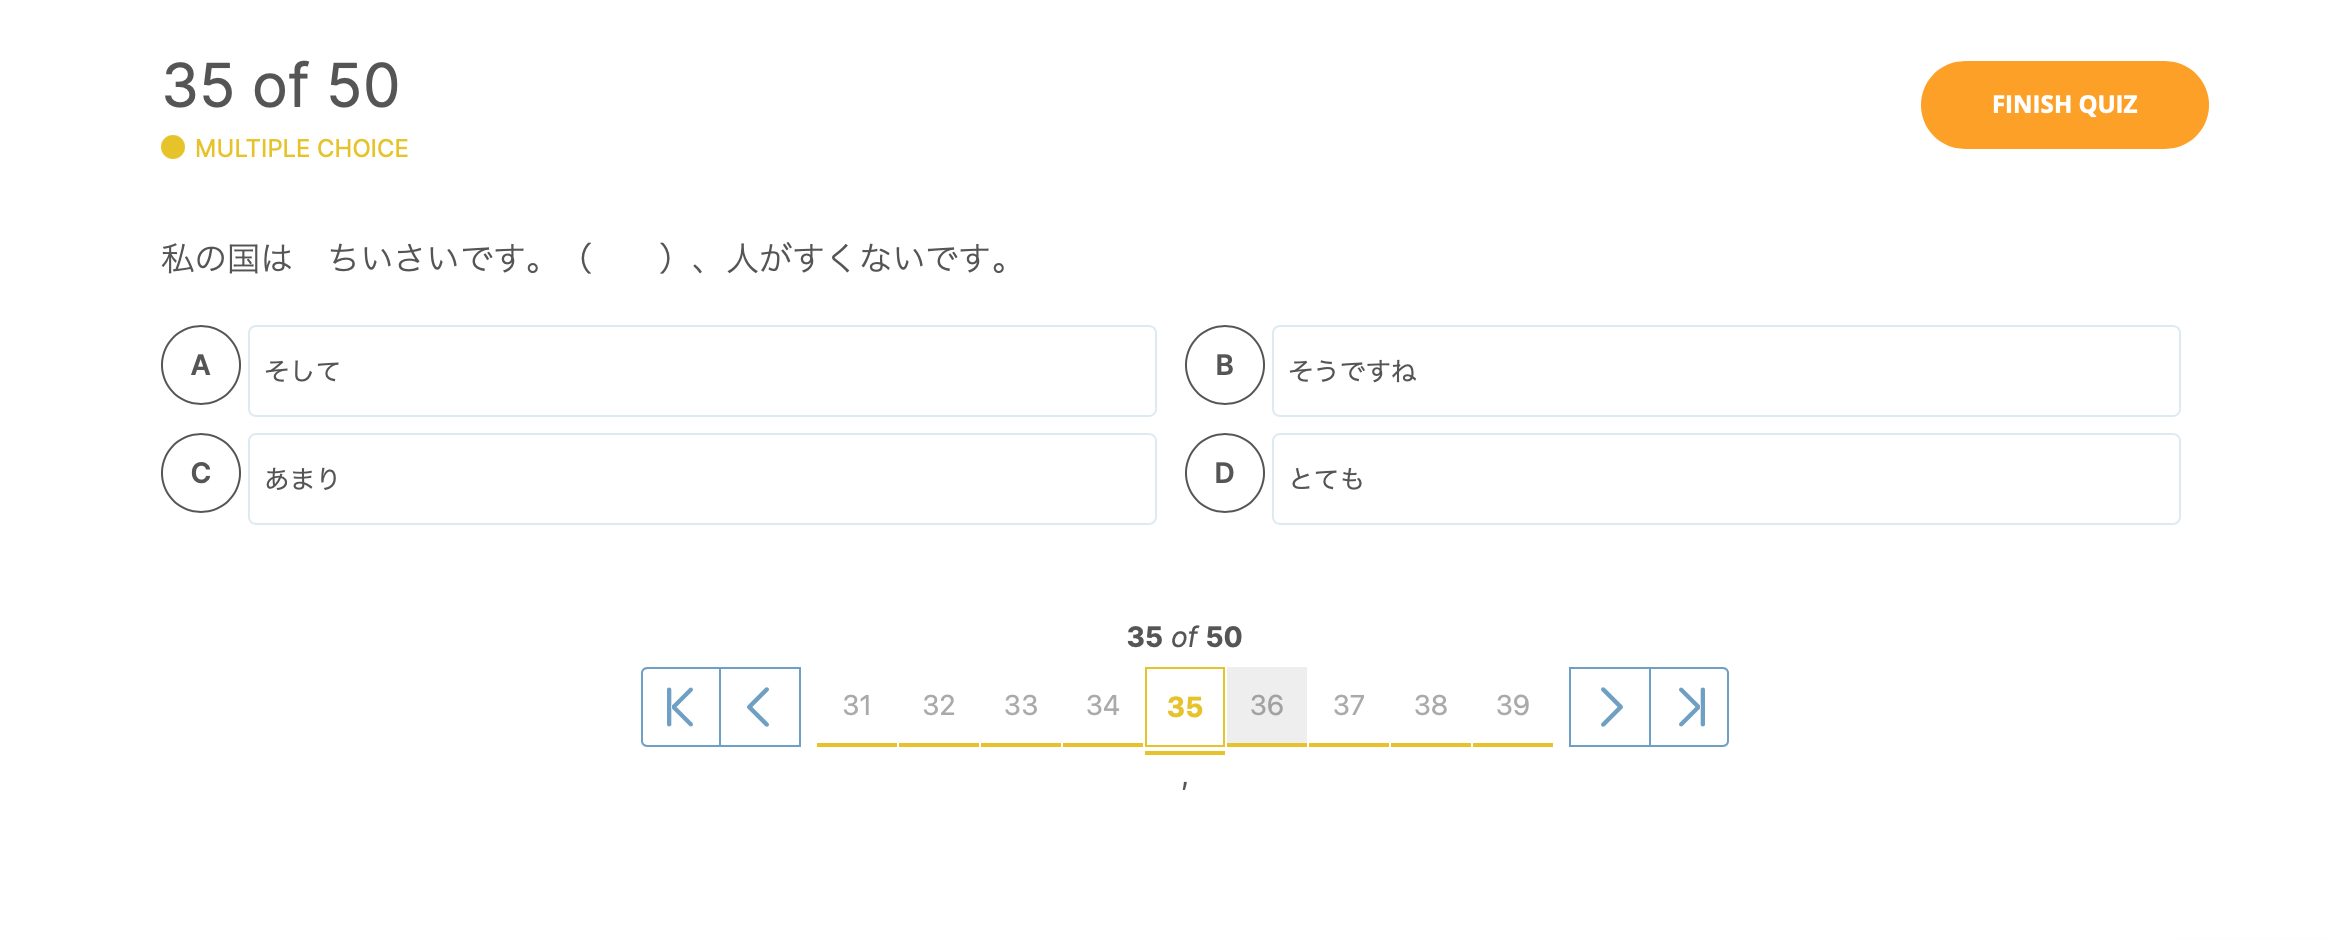 35 of 50
FINISH QUIZ
MULTIPLE CHOICE
私の国は　ちいさいです。（　　）、人がすくないです。
A そして
B そうですね
C あまり
D とても
35 of 50
31 32 33 34 35 36 37 38 39
,